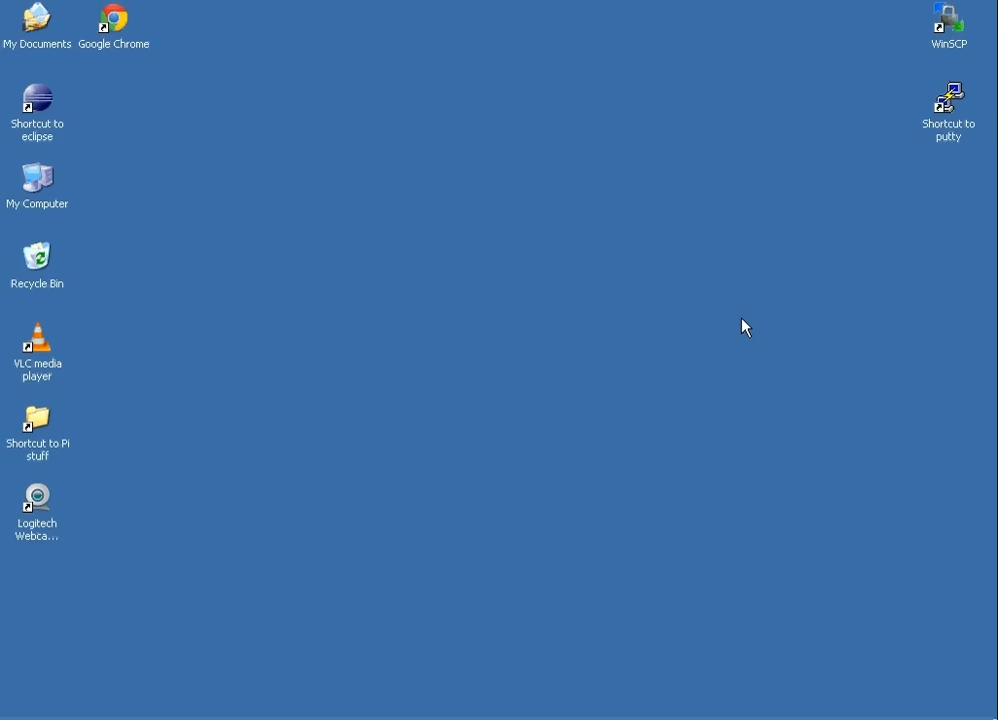 My Documents
Google Chrome
WinSCP
Shortcut to
eclipse
Shortcut to
putty
My Computer
Recycle Bin
VLC media
player
Shortcut to Pi
stuff
Logitech
Webca...